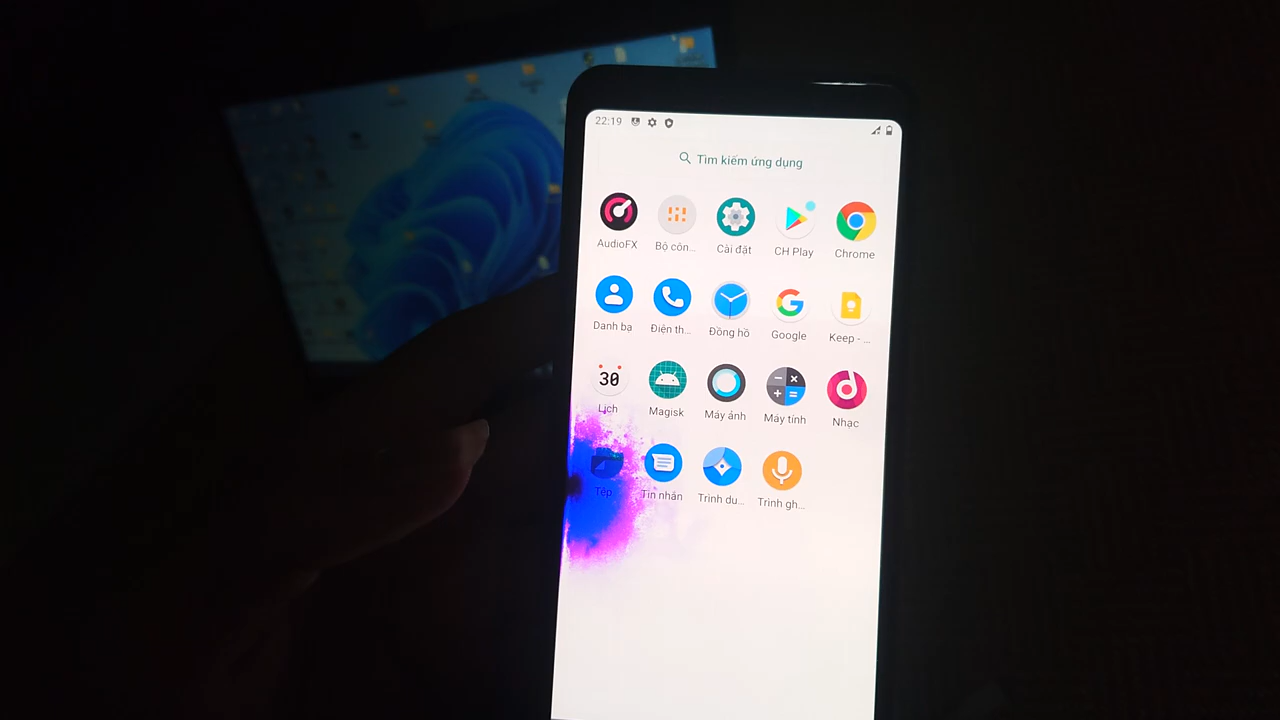 22:19
Tìm kiếm ứng dụng
AudioFX
Bộ côn...
Cài đặt
CH Play
Chrome
Danh bạ
Điện th...
Đồng hồ
Google
Keep - ...
30
Lịch
Magisk
Máy ảnh
Máy tính
Nhạc
Tệp
Tin nhắn
Trình du...
Trình gh...